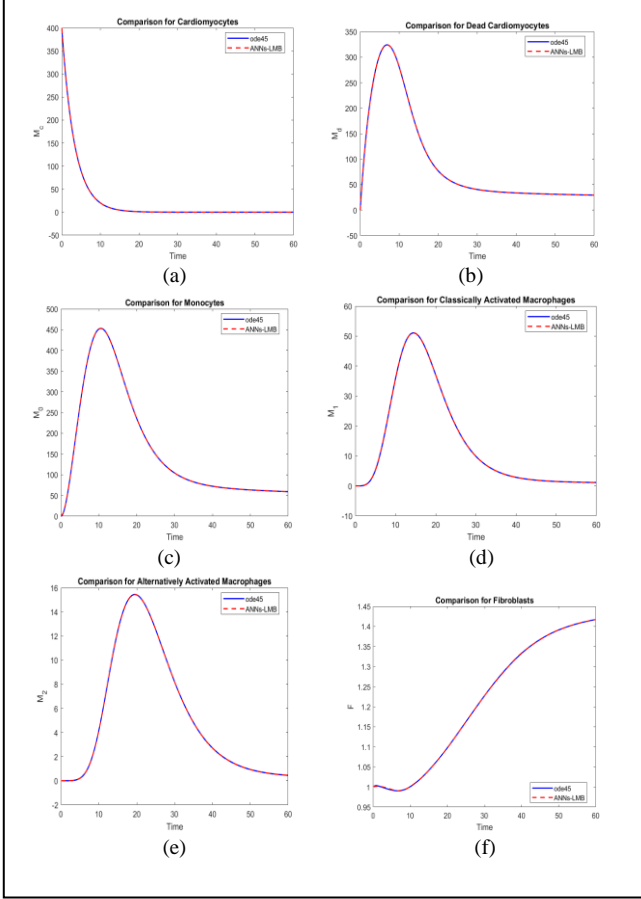 Comparison for Cardiomyocytes
ode45
ANNs-LMB
400
350
300
250
200
150
100
50
0
-50
M_c
0 10 20 30 40 50 60
Time
(a)
Comparison for Dead Cardiomyocytes
ode45
ANNs-LMB
350
300
250
200
150
100
50
0
-50
M_d
0 10 20 30 40 50 60
Time
(b)
Comparison for Monocytes
ode45
ANNs-LMB
500
450
400
350
300
250
200
150
100
50
0
M_0
0 10 20 30 40 50 60
Time
(c)
Comparison for Classically Activated Macrophages
ode45
ANNs-LMB
60
50
40
30
20
10
0
-10
M_1
0 10 20 30 40 50 60
Time
(d)
Comparison for Alternatively Activated Macrophages
ode45
ANNs-LMB
16
14
12
10
8
6
4
2
0
-2
M_2
0 10 20 30 40 50 60
Time
(e)
Comparison for Fibroblasts
1.45
1.4
1.35
1.3
1.25
1.2
1.15
1.1
1.05
1
0.95
F
ode45
ANNs-LMB
0 10 20 30 40 50 60
Time
(f)